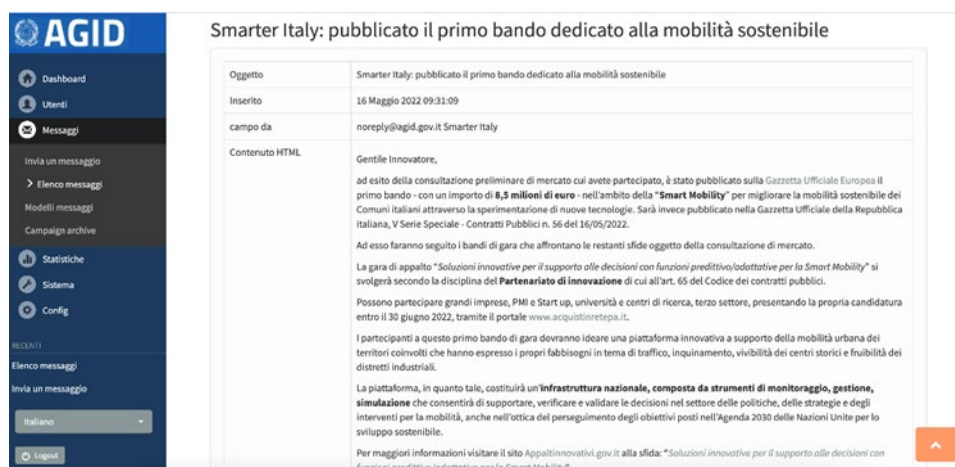 AGID
Dashboard
Utenti
Messaggi
Invia un messaggio
Elenco messaggi
Modelli messaggi
Campaign archive
Statistiche
Sistema
Config
RECENTI
Elenco messaggi
Invia un messaggio
Italiano
Logout
Smarter Italy: pubblicato il primo bando dedicato alla mobilità sostenibile
Oggetto Smarter Italy: pubblicato il primo bando dedicato alla mobilità sostenibile
Inserito 16 Maggio 2022 09:31:09
campo da noreply@agid.gov.it Smarter Italy
Contenuto HTML
Gentile Innovatore,
ad esito della consultazione preliminare di mercato cui avete partecipato, è stato pubblicato sulla Gazzetta Ufficiale Europea il
primo bando - con un importo di 8,5 milioni di euro - nell'ambito della "Smart Mobility" per migliorare la mobilità sostenibile dei
Comuni italiani attraverso la sperimentazione di nuove tecnologie. Sarà invece pubblicato nella Gazzetta Ufficiale della Repubblica
Italiana, V Serie Speciale - Contratti Pubblici n. 56 del 16/05/2022.
Ad esso faranno seguito i bandi di gara che affrontano le restanti sfide oggetto della consultazione di mercato.
La gara di appalto "Soluzioni innovative per il supporto alle decisioni con funzioni predittivo/adattative per la Smart Mobility" si
svolgerà secondo la disciplina del Partenariato di innovazione di cui all'art. 65 del Codice dei contratti pubblici.
Possono partecipare grandi imprese, PMI e Start up, università e centri di ricerca, terzo settore, presentando la propria candidatura
entro il 30 giugno 2022, tramite il portale www.acquistinretepa.it.
I partecipanti a questo primo bando di gara dovranno ideare una piattaforma innovativa a supporto della mobilità urbana dei
territori coinvolti che hanno espresso i propri fabbisogni in tema di traffico, inquinamento, vivibilità dei centri storici e fruibilità dei
distretti industriali.
La piattaforma, in quanto tale, costituirà un'infrastruttura nazionale, composta da strumenti di monitoraggio, gestione,
simulazione che consentirà di supportare, verificare e validare le decisioni nel settore delle politiche, delle strategie e degli
interventi per la mobilità, anche nell'ottica del perseguimento degli obiettivi posti nell'Agenda 2030 delle Nazioni Unite per lo
sviluppo sostenibile.
Per maggiori informazioni visitare il sito Appaltinnovativi.gov.it alla sfida: "Soluzioni innovative per il supporto alle decisioni con